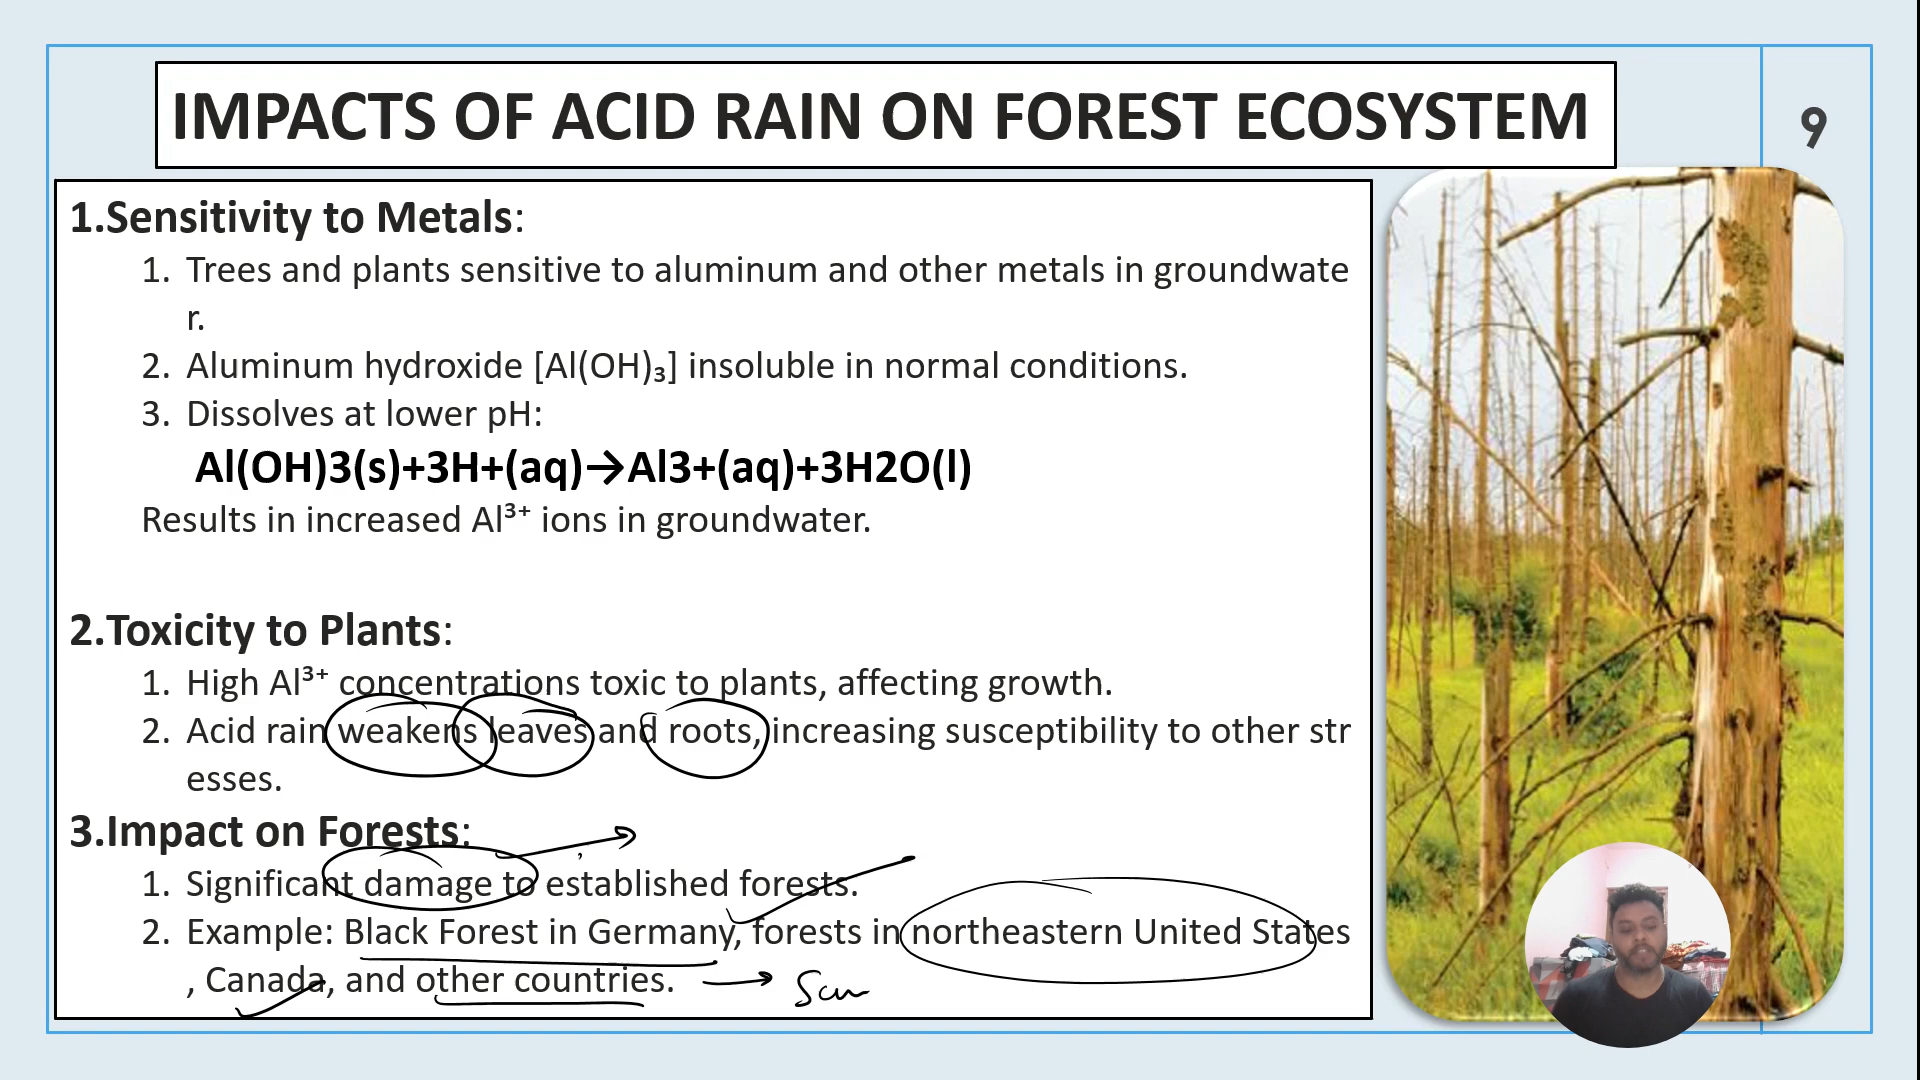 IMPACTS OF ACID RAIN ON FOREST ECOSYSTEM
9
1.Sensitivity to Metals:
1. Trees and plants sensitive to aluminum and other metals in groundwate
r.
2. Aluminum hydroxide [Al(OH)₃] insoluble in normal conditions.
3. Dissolves at lower pH:
Al(OH)3(s)+3H+(aq)→Al3+(aq)+3H2O(l)
Results in increased Al³⁺ ions in groundwater.
2.Toxicity to Plants:
1. High Al³⁺ concentrations toxic to plants, affecting growth.
2. Acid rain weakens leaves and roots, increasing susceptibility to other str
esses.
3.Impact on Forests:
1. Significant damage to established forests.
2. Example: Black Forest in Germany, forests in northeastern United States
, Canada, and other countries.